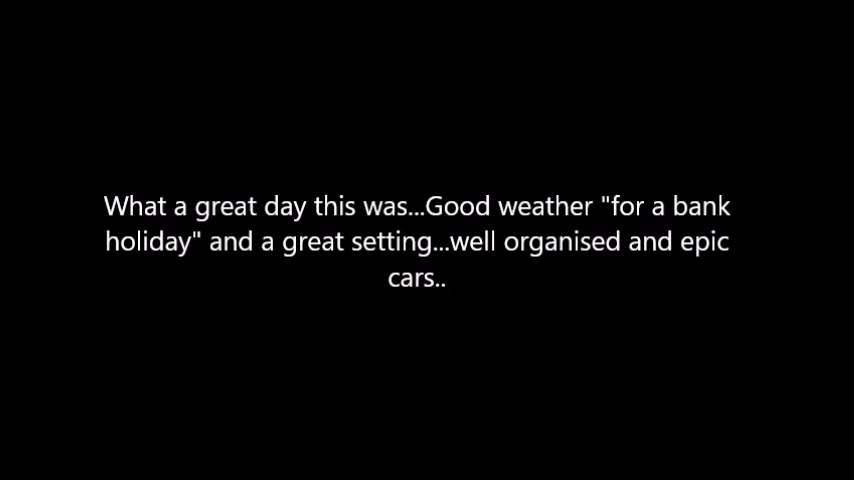 What a great day this was...Good weather "for a bank
holiday" and a great setting...well organised and epic
cars..